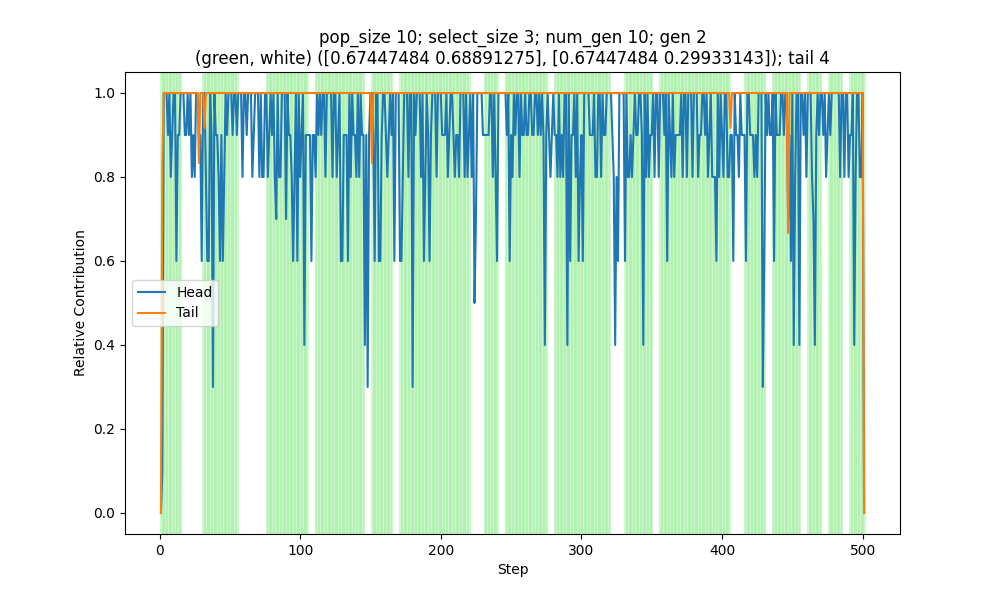 pop_size 10; select_size 3; num_gen 10; gen 2
(green, white) ([0.67447484 0.68891275], [0.67447484 0.29933143]); tail 4
1.0
0.8
0.6
0.4
0.2
0.0
Relative Contribution
Head
Tail
0 100 200 300 400 500
Step